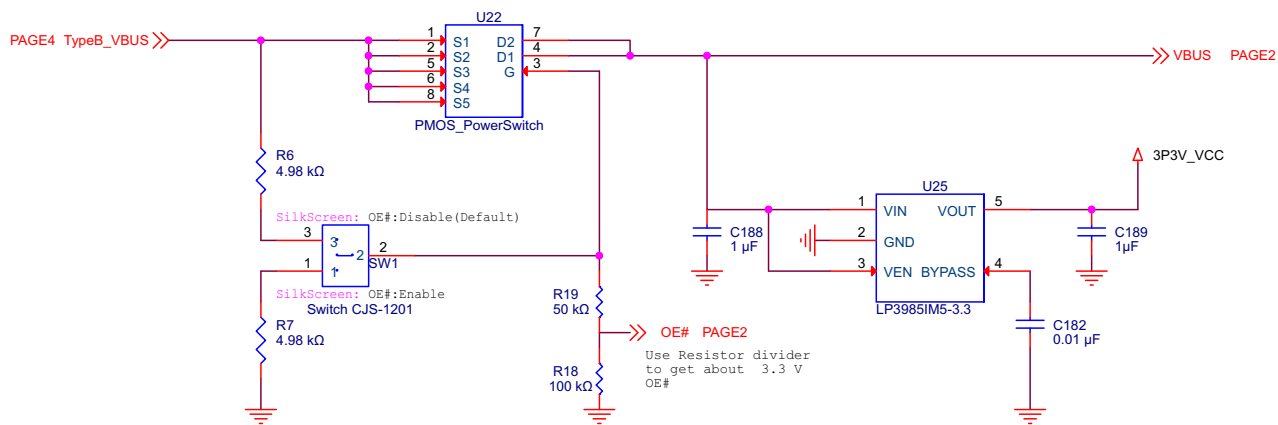 U22
PAGE4 TypeB_VBUS
1 S1 D2 7
2 S2 D1 4
5 S3 G 3
6 S4
8 S5
PMOS_PowerSwitch
VBUS PAGE2
R6
4.98 kΩ
3P3V_VCC
SilkScreen: OE#:Disable(Default)
3 3
2 2
SW1
1 1
SilkScreen: OE#:Enable
Switch CJS-1201
R7
4.98 kΩ
R19
50 kΩ
OE# PAGE2
Use Resistor divider
to get about 3.3 V
OE#
R18
100 kΩ
C188
1 µF
U25
1 VIN VOUT 5
2 GND
3 VEN BYPASS 4
LP3985IM5-3.3
C189
1µF
C182
0.01 µF